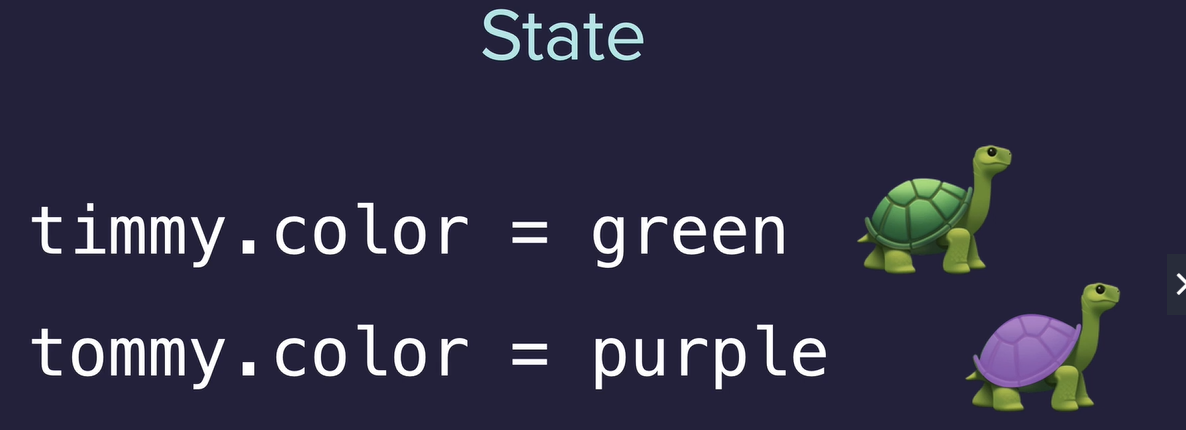 State
timmy.color = green
tommy.color = purple